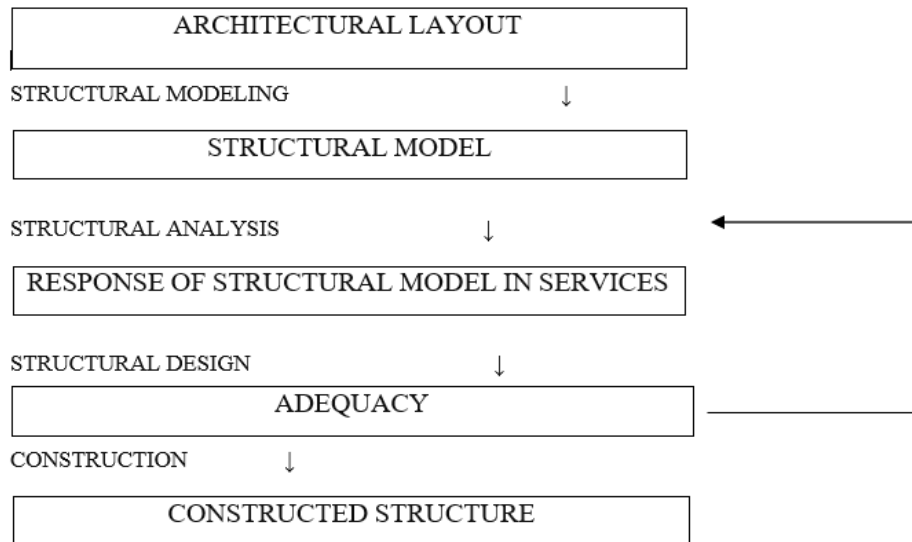 ARCHITECTURAL LAYOUT
STRUCTURAL MODELING ↓
STRUCTURAL MODEL
STRUCTURAL ANALYSIS ↓
RESPONSE OF STRUCTURAL MODEL IN SERVICES
STRUCTURAL DESIGN ↓
ADEQUACY
CONSTRUCTION ↓
CONSTRUCTED STRUCTURE